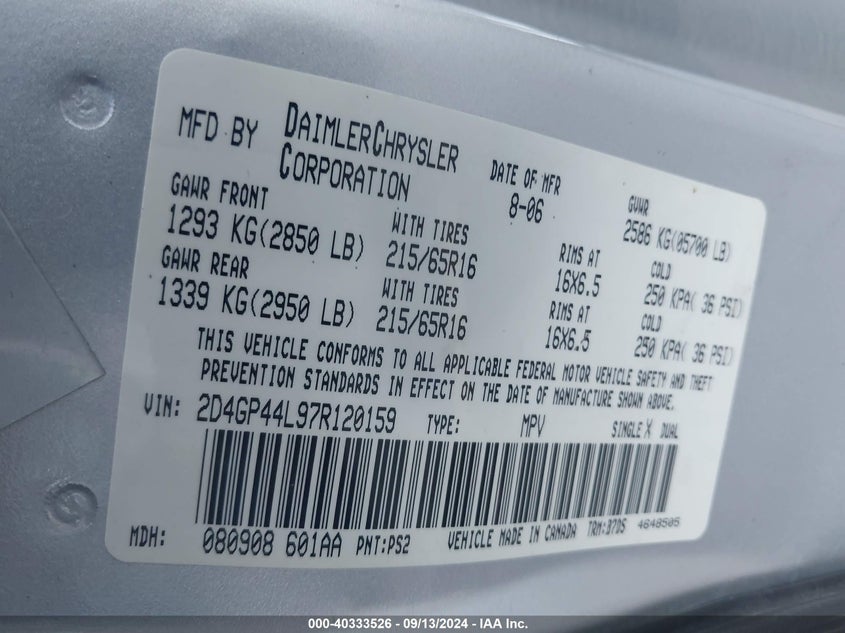 MFD BY DAIMLERCHRYSLER CORPORATION
DATE OF MFR 8-06
GVWR 2586 KG(05700 LB)
GAWR FRONT 1293 KG(2850 LB) WITH TIRES 215/65R16 RIMS AT 16X6.5 COLD 250 KPA( 36 PSI)
GAWR REAR 1339 KG(2950 LB) WITH TIRES 215/65R16 RIMS AT 16X6.5 COLD 250 KPA( 36 PSI)
THIS VEHICLE CONFORMS TO ALL APPLICABLE FEDERAL MOTOR VEHICLE SAFETY AND THEFT
PREVENTION STANDARDS IN EFFECT ON THE DATE OF MANUFACTURE SHOWN ABOVE.
VIN: 2D4GP44L97R120159 TYPE: MPV SINGLE X DUAL
MDH: 080908 601AA PNT:PS2 VEHICLE MADE IN CANADA TRM:B7D5 4648505
000-40333526 - 09/13/2024 - IAA Inc.